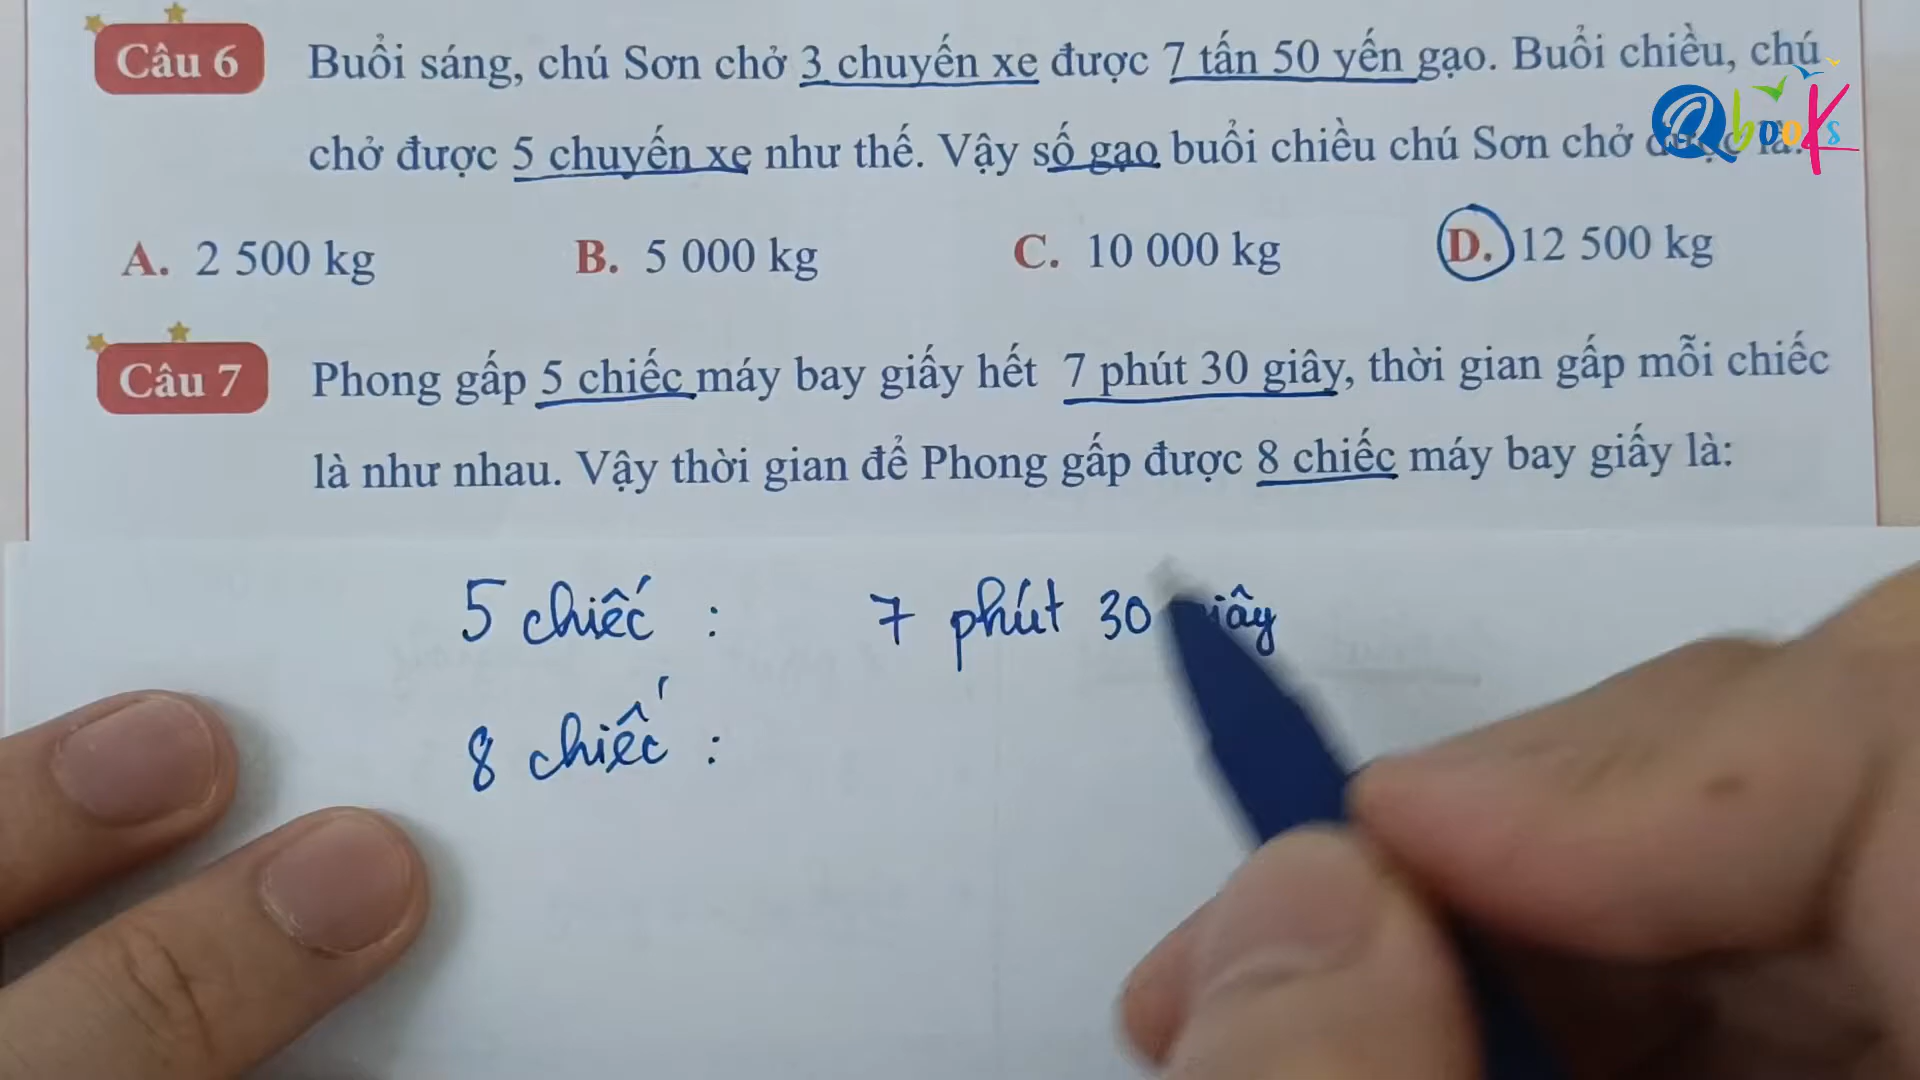 Câu 6 Buổi sáng, chú Sơn chở 3 chuyến xe được 7 tấn 50 yến gạo. Buổi chiều, chú
Qbooks
chở được 5 chuyến xe như thế. Vậy số gạo buổi chiều chú Sơn chở được là:
A. 2 500 kg B. 5 000 kg C. 10 000 kg D. 12 500 kg
Câu 7 Phong gấp 5 chiếc máy bay giấy hết 7 phút 30 giây, thời gian gấp mỗi chiếc
là như nhau. Vậy thời gian để Phong gấp được 8 chiếc máy bay giấy là:
5 chiếc : 7 phút 30 giây
8 chiếc :